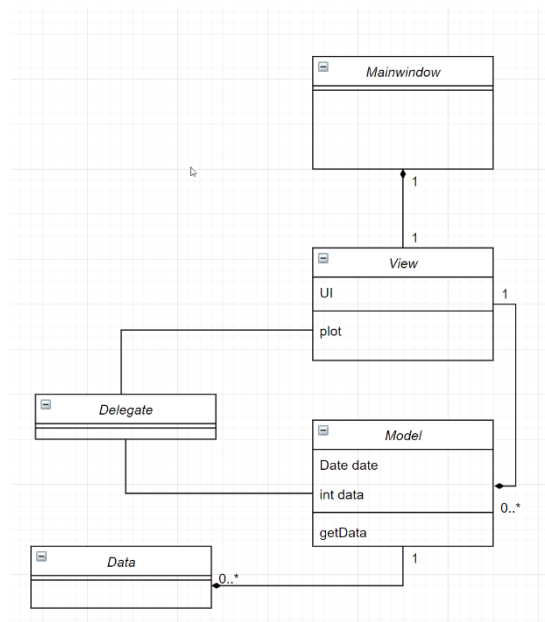 Mainwindow
1
1
View
UI
plot
1
Delegate
Model
Date date
int data
getData
0..*
1
Data
0..*